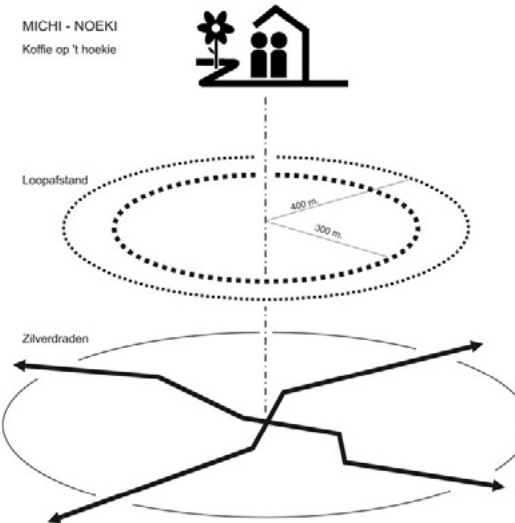 MICHI - NOEKI
Koffie op 't hoekie
Loopafstand
400 m.
300 m.
Zilverdraden